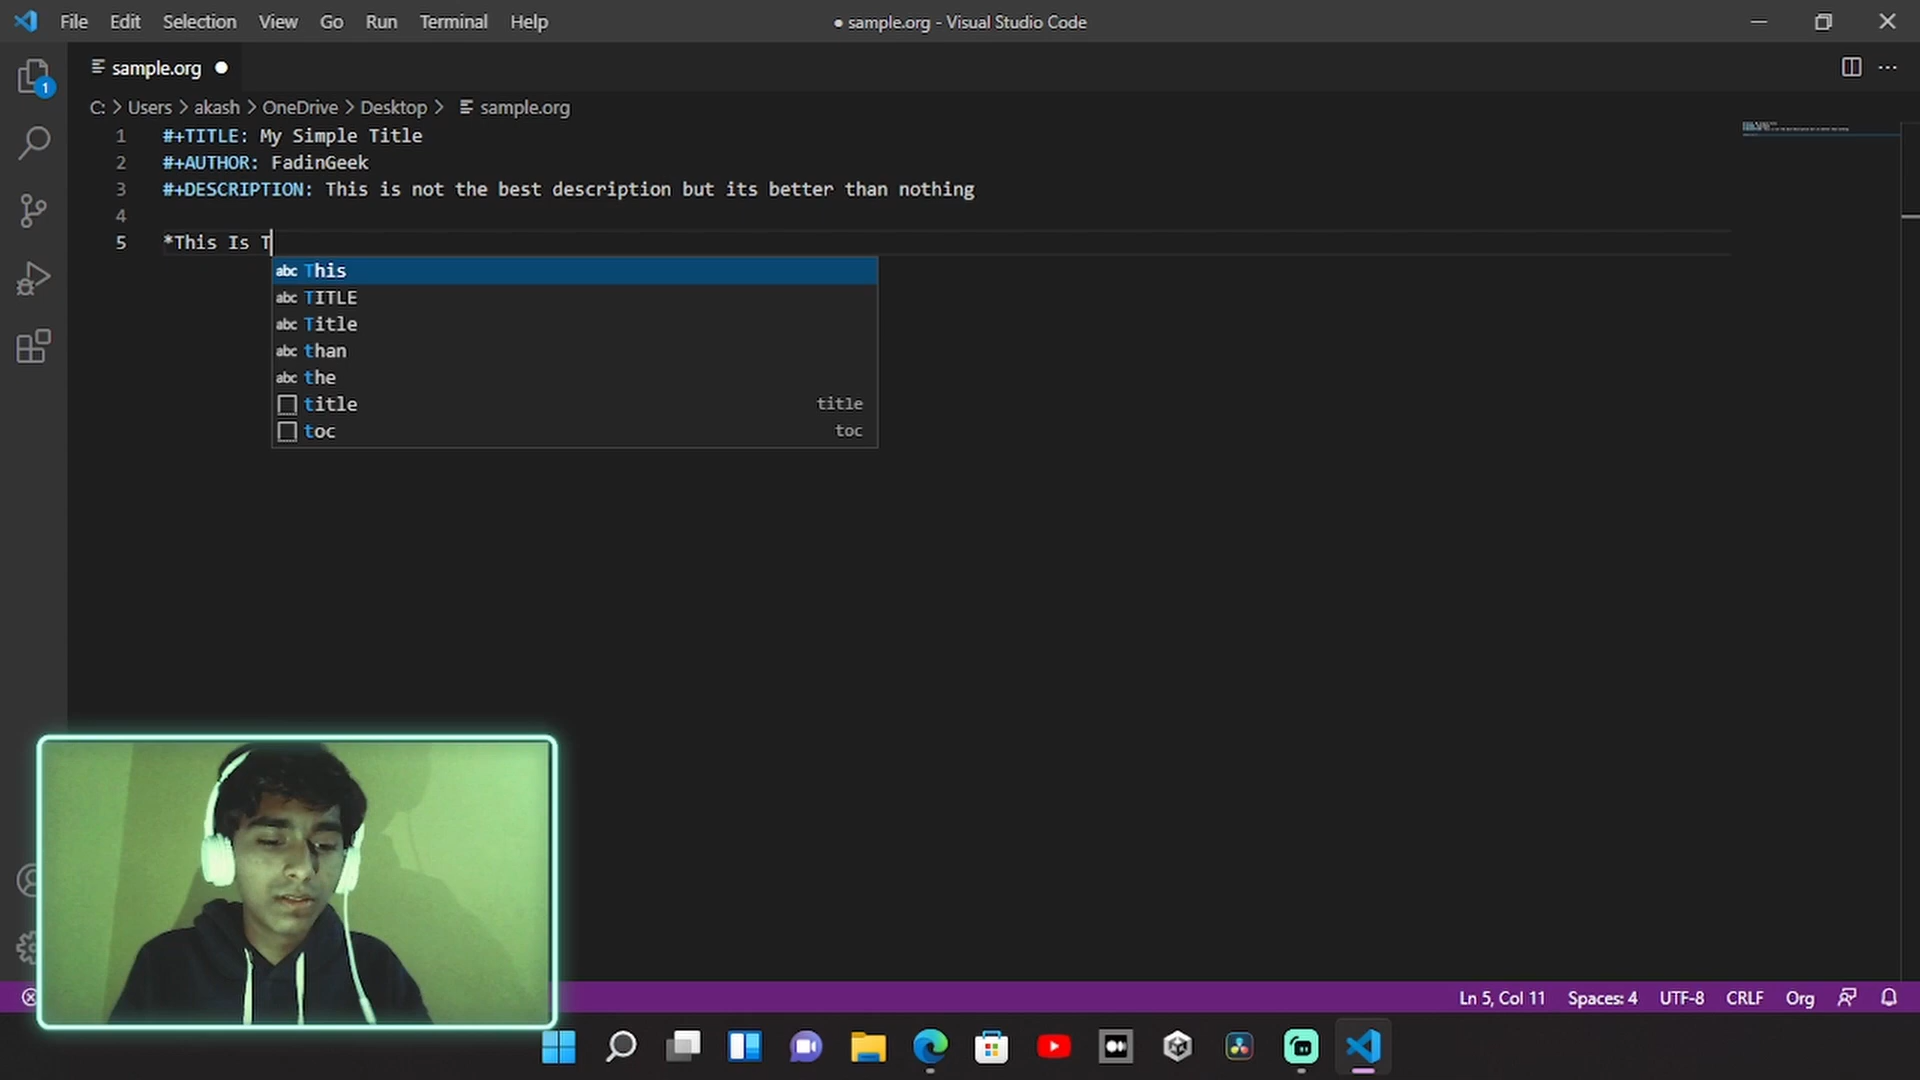 File Edit Selection View Go Run Terminal Help
● sample.org - Visual Studio Code
1
sample.org
C: > Users > akash > OneDrive > Desktop > sample.org
1 #+TITLE: My Simple Title
2 #+AUTHOR: FadinGeek
3 #+DESCRIPTION: This is not the best description but its better than nothing
4
5 *This Is T
abc This
abc TITLE
abc Title
abc than
abc the
title title
toc toc
Ln 5, Col 11 Spaces: 4 UTF-8 CRLF Org